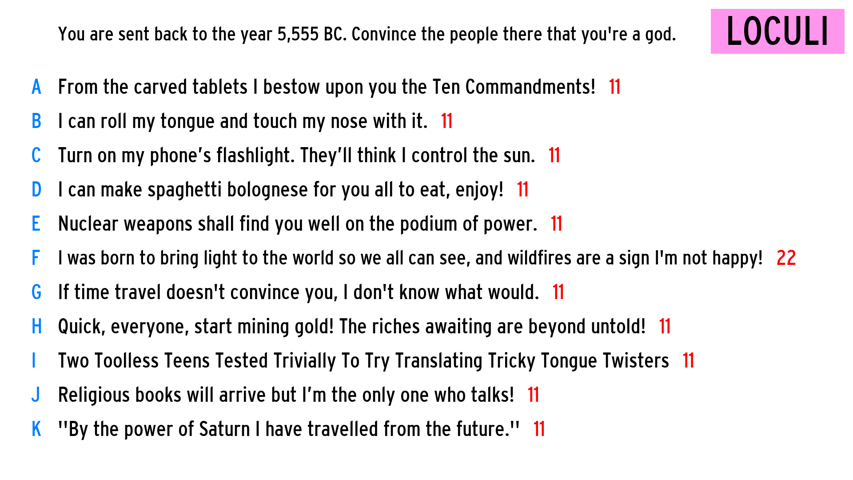 You are sent back to the year 5,555 BC. Convince the people there that you're a god.
LOCULI
A From the carved tablets I bestow upon you the Ten Commandments! 11
B I can roll my tongue and touch my nose with it. 11
C Turn on my phone’s flashlight. They’ll think I control the sun. 11
D I can make spaghetti bolognese for you all to eat, enjoy! 11
E Nuclear weapons shall find you well on the podium of power. 11
F I was born to bring light to the world so we all can see, and wildfires are a sign I'm not happy! 22
G If time travel doesn't convince you, I don't know what would. 11
H Quick, everyone, start mining gold! The riches awaiting are beyond untold! 11
I Two Toolless Teens Tested Trivially To Try Translating Tricky Tongue Twisters 11
J Religious books will arrive but I’m the only one who talks! 11
K "By the power of Saturn I have travelled from the future." 11